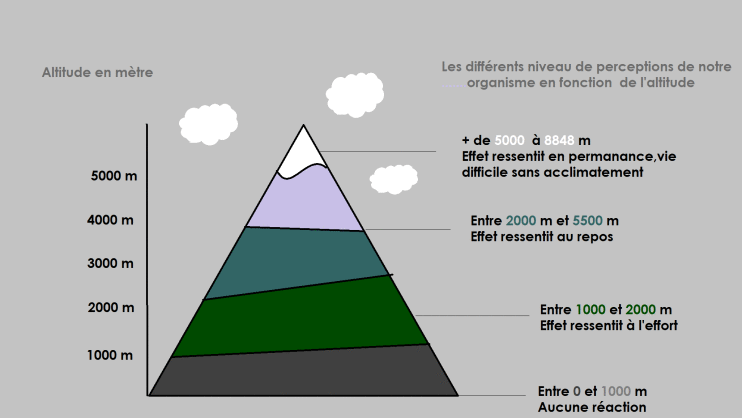 Altitude en mètre
Les différents niveau de perceptions de notre
organisme en fonction de l'altitude
+ de 5000 à 8848 m
Effet ressentit en permanance,vie
difficile sans acclimatement
5000 m
4000 m
Entre 2000 m et 5500 m
Effet ressentit au repos
3000 m
2000 m
Entre 1000 et 2000 m
Effet ressentit à l'effort
1000 m
Entre 0 et 1000 m
Aucune réaction